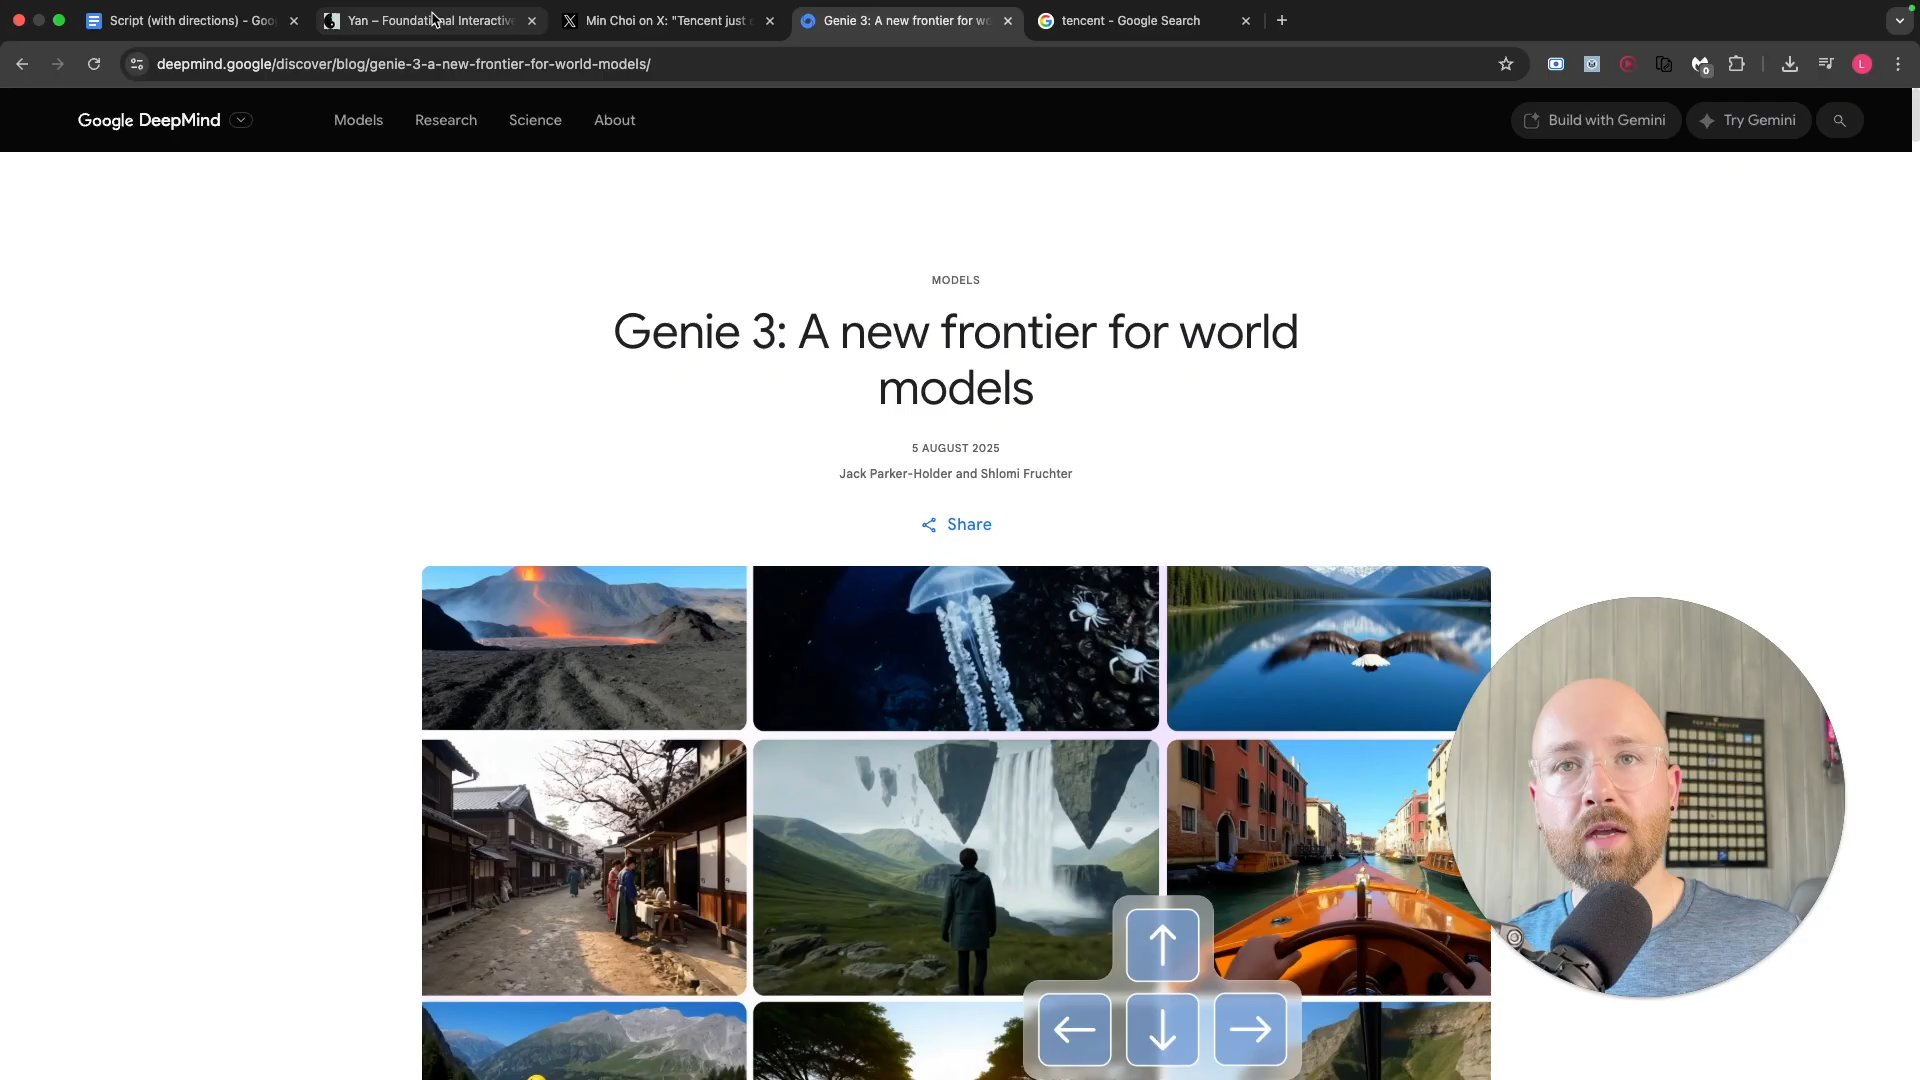 Script (with directions) - Goo
Yan – Foundational Interactive
Min Choi on X: "Tencent just
Genie 3: A new frontier for wo
tencent - Google Search
deepmind.google/discover/blog/genie-3-a-new-frontier-for-world-models/
0
L
Google DeepMind
Models
Research
Science
About
Build with Gemini
Try Gemini
MODELS
Genie 3: A new frontier for world
models
5 AUGUST 2025
Jack Parker-Holder and Shlomi Fruchter
Share